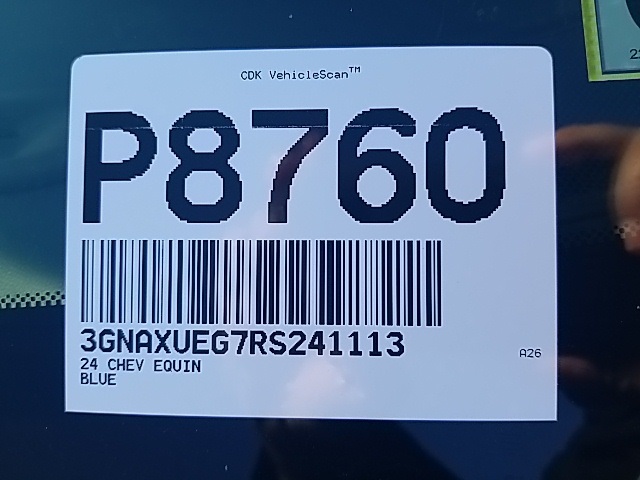 CDK VehicleScan™
P8760
3GNAXUEG7RS241113
24 CHEV EQUIN
BLUE
A26